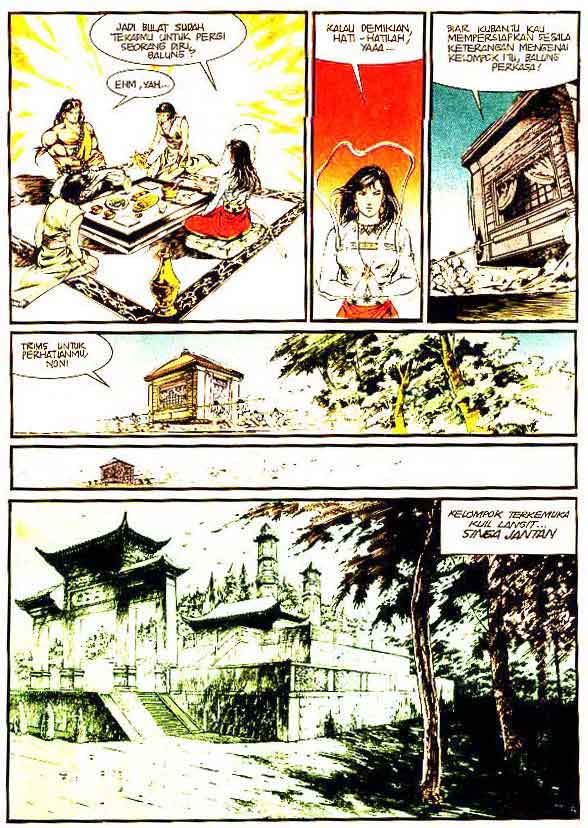 JADI BULAT SUDAH
TEKADMU UNTUK PERGI
SEORANG DIRI,
BALUNG?
EHM, YAH...
KALAU DEMIKIAN,
HATI-HATILAH!
YAAA...
BIAR KUBANTU KAU
MEMPERSIAPKAN SEGALA
KETERANGAN MENGENAI
KELOMPOK ITU, BALUNG
PERKASA!
TRIMS UNTUK
PERHATIANMU,
NONI
KELOMPOK TERKEMUKA
KUIL LANGIT...
SINGA JANTAN